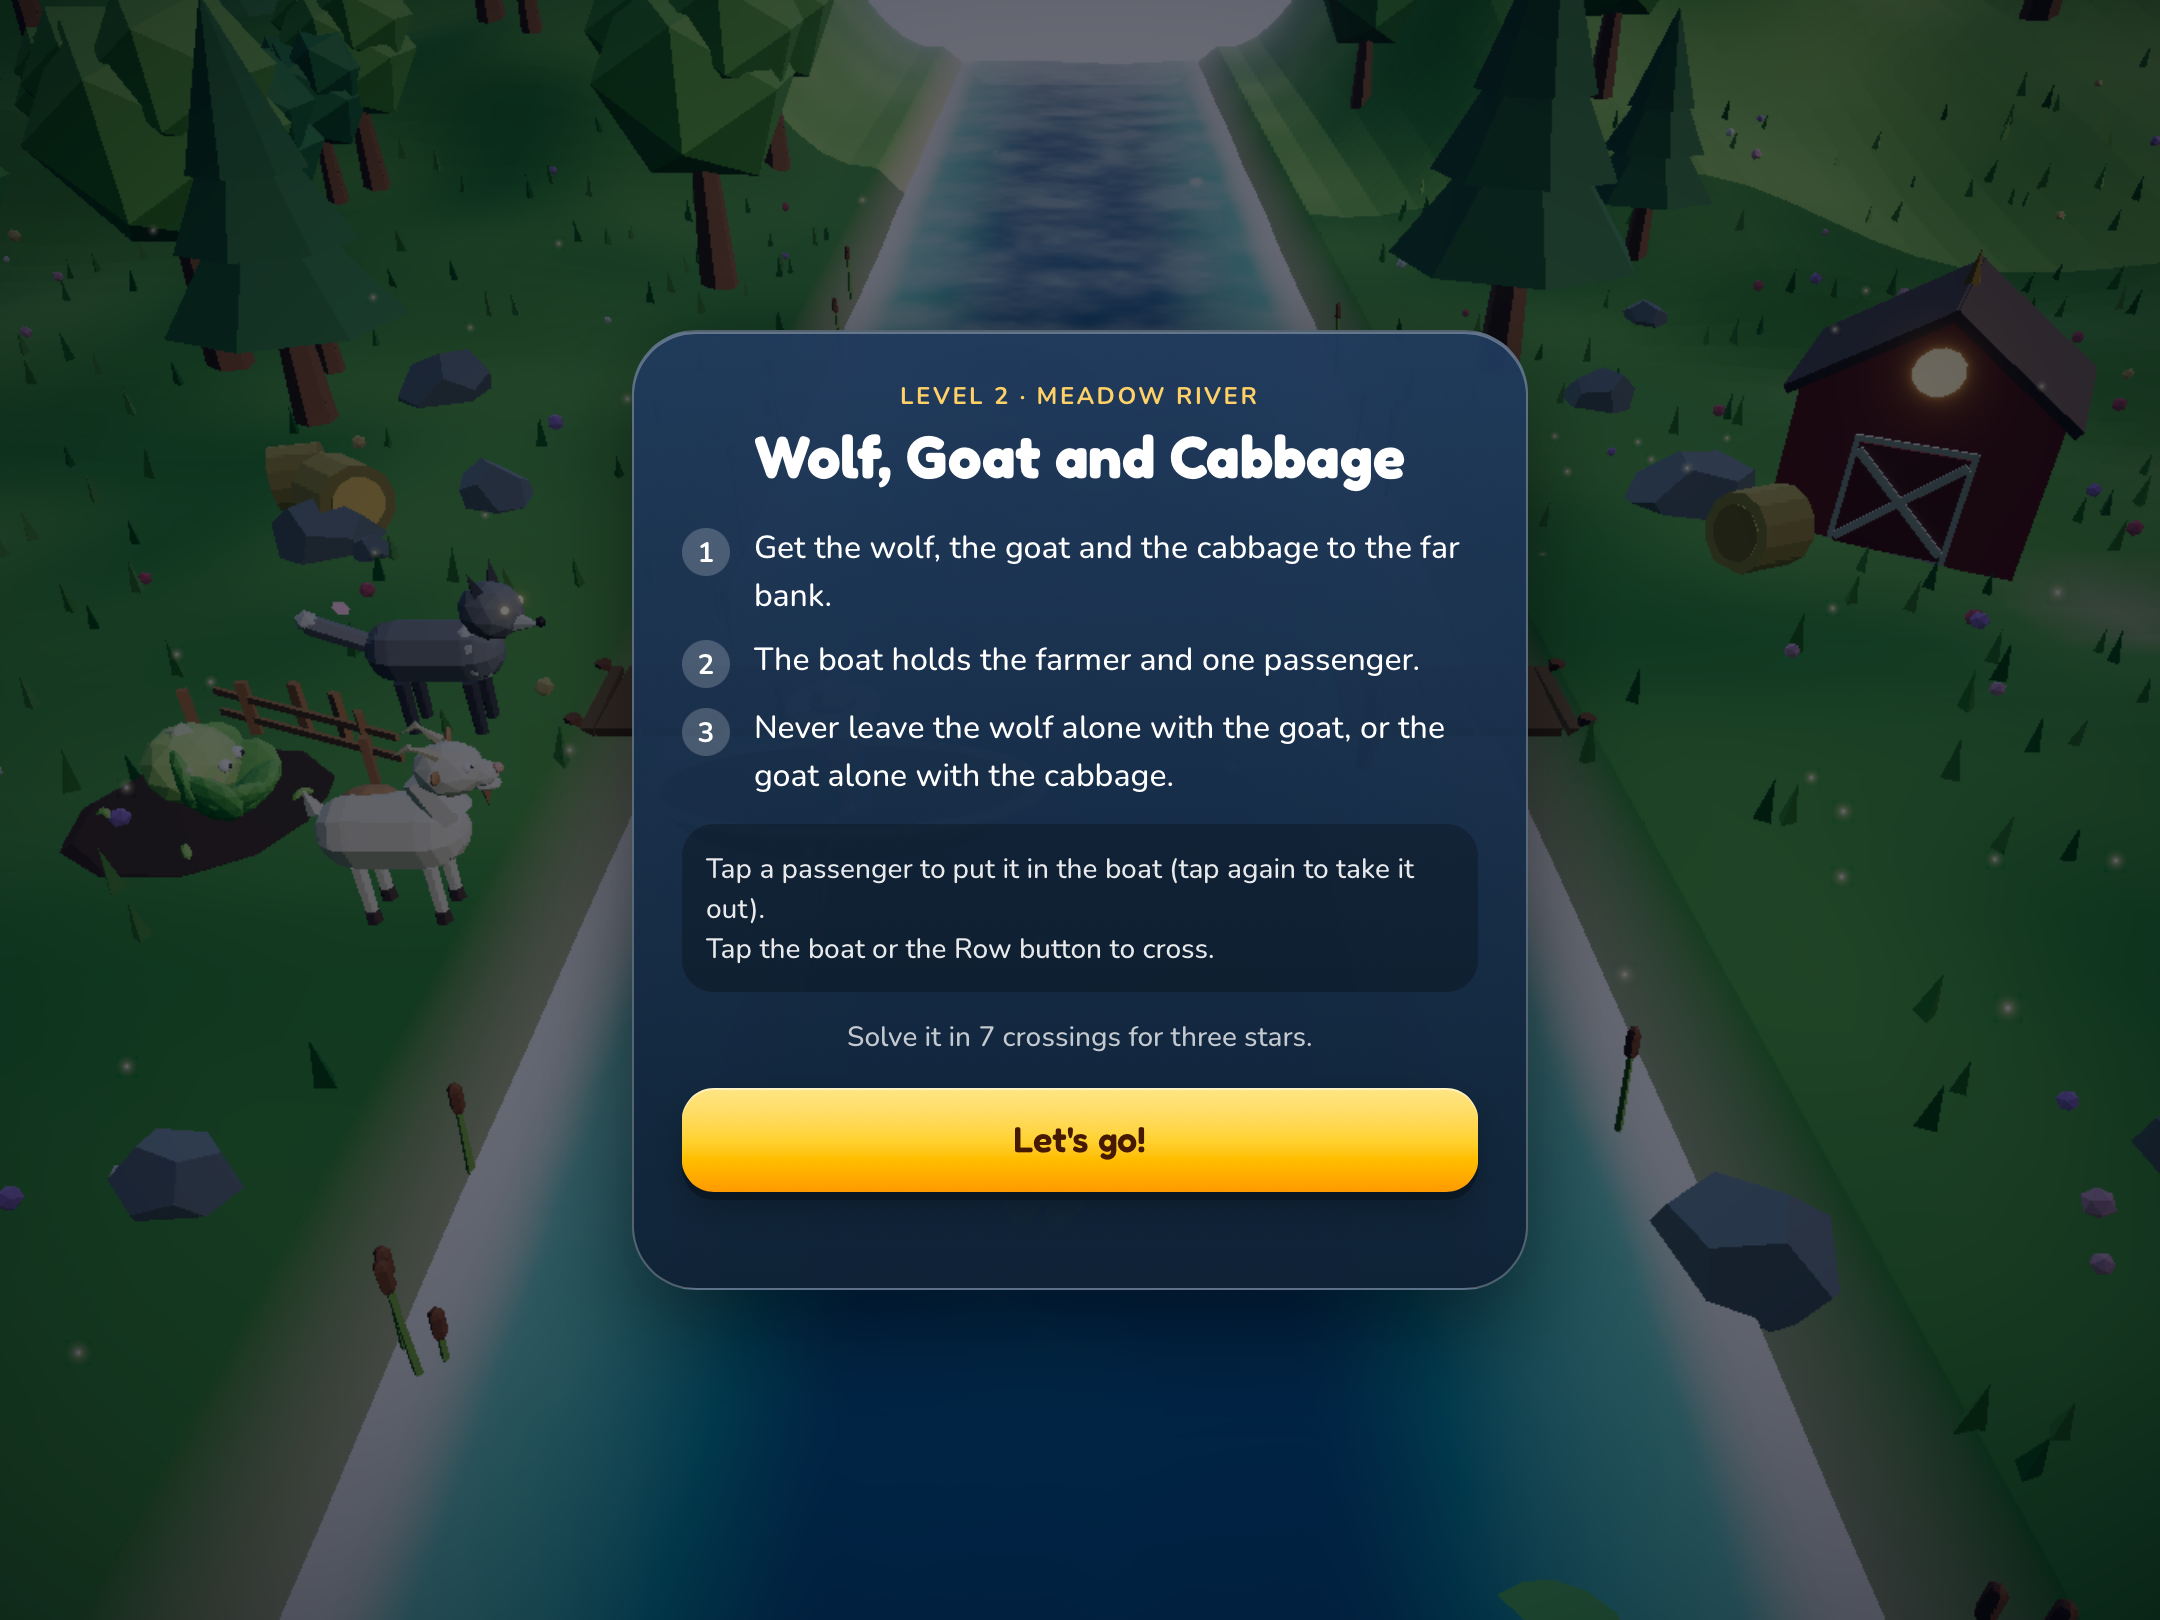 LEVEL 2 · MEADOW RIVER
Wolf, Goat and Cabbage
1 Get the wolf, the goat and the cabbage to the far
bank.
2 The boat holds the farmer and one passenger.
3 Never leave the wolf alone with the goat, or the
goat alone with the cabbage.
Tap a passenger to put it in the boat (tap again to take it
out).
Tap the boat or the Row button to cross.
Solve it in 7 crossings for three stars.
Let's go!